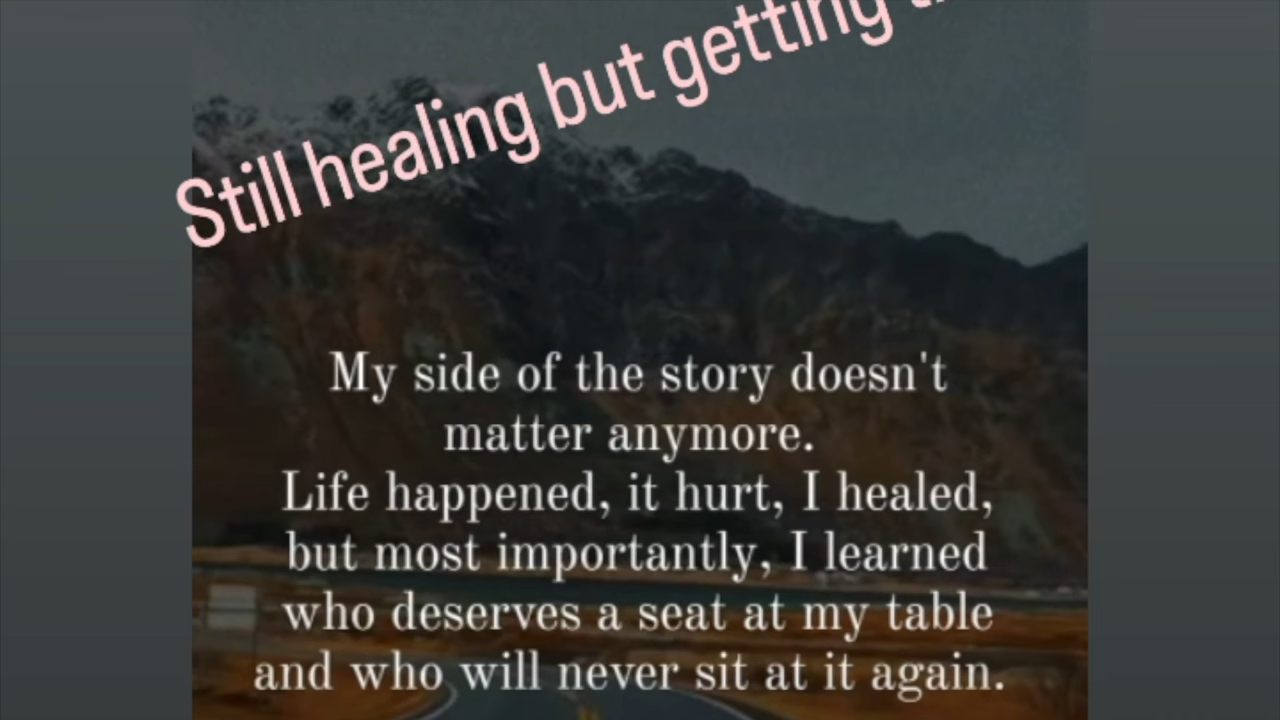 Still healing but getting
My side of the story doesn't
matter anymore.
Life happened, it hurt, I healed,
but most importantly, I learned
who deserves a seat at my table
and who will never sit at it again.